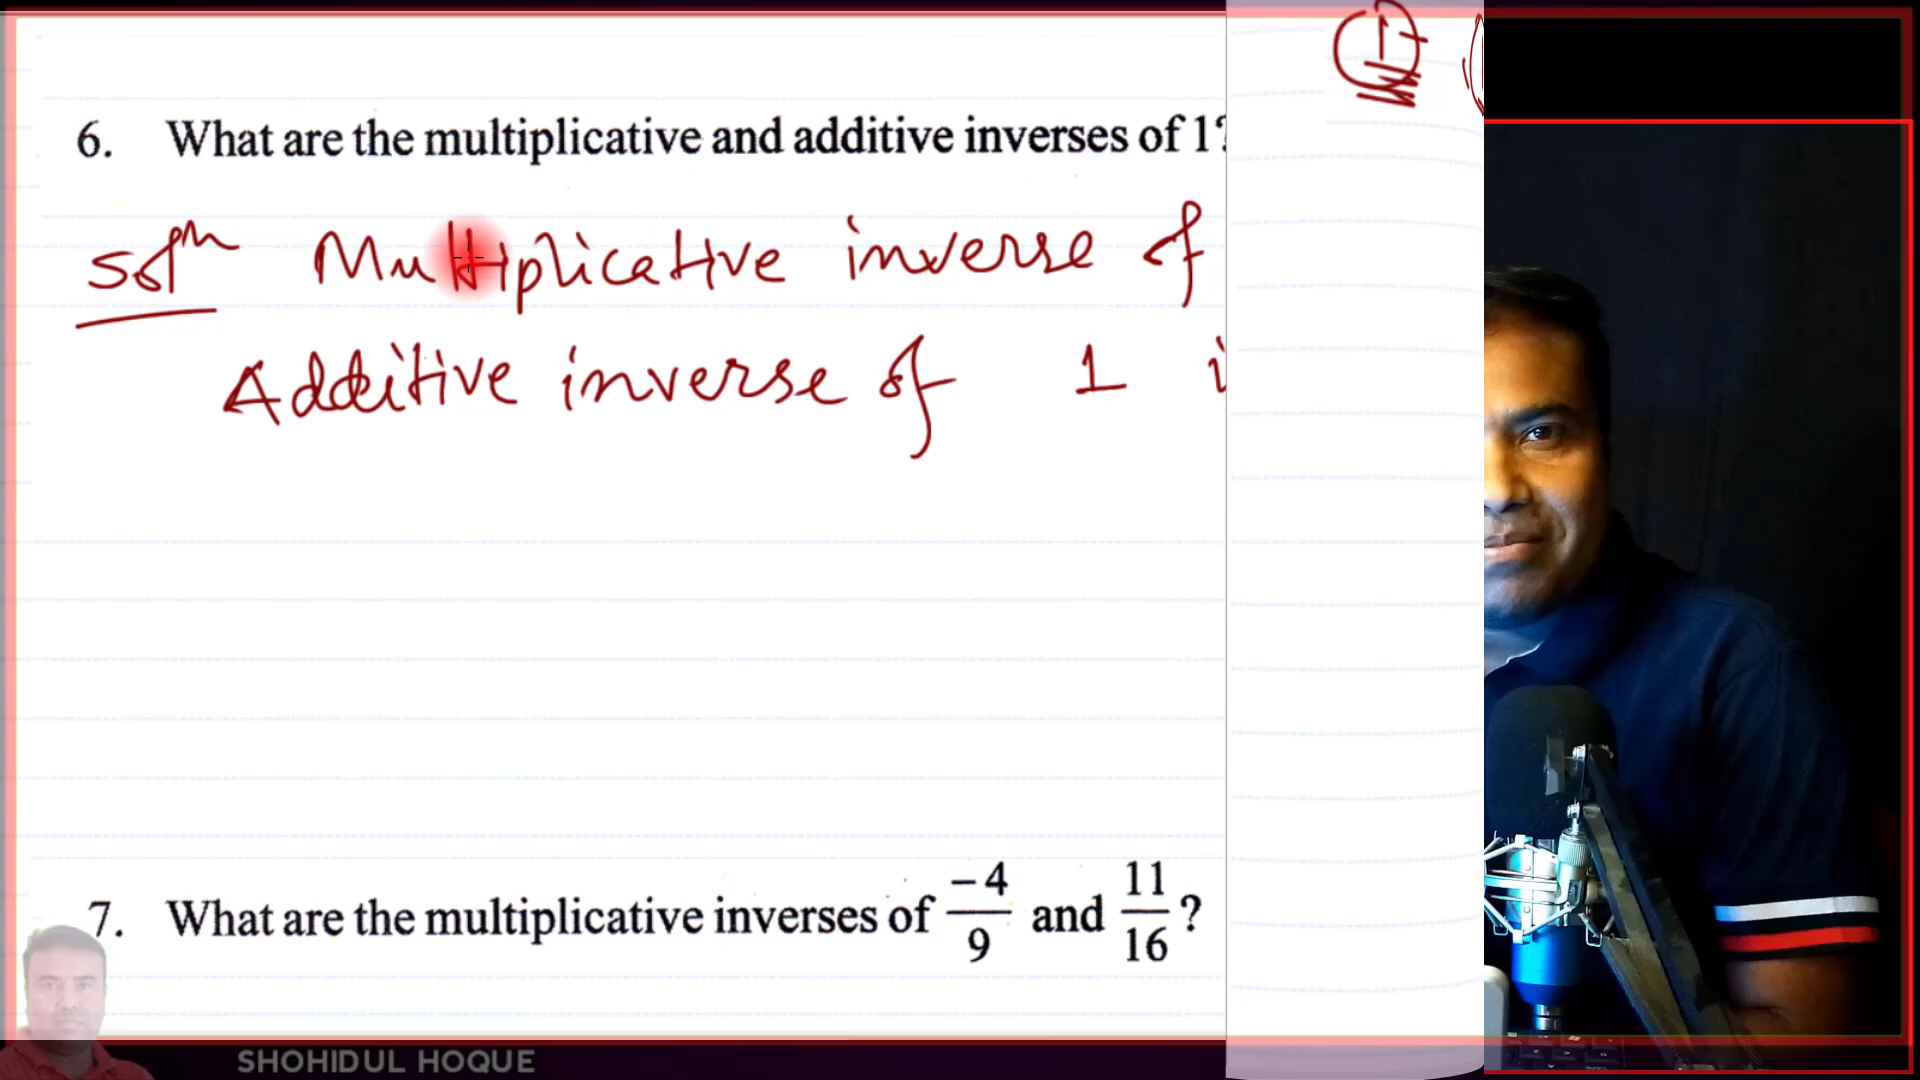 6. What are the multiplicative and additive inverses of 1?
Solⁿ Multiplicative inverse of
Additive inverse of 1 i
7. What are the multiplicative inverses of -4/9 and 11/16?
SHOHIDUL HOQUE